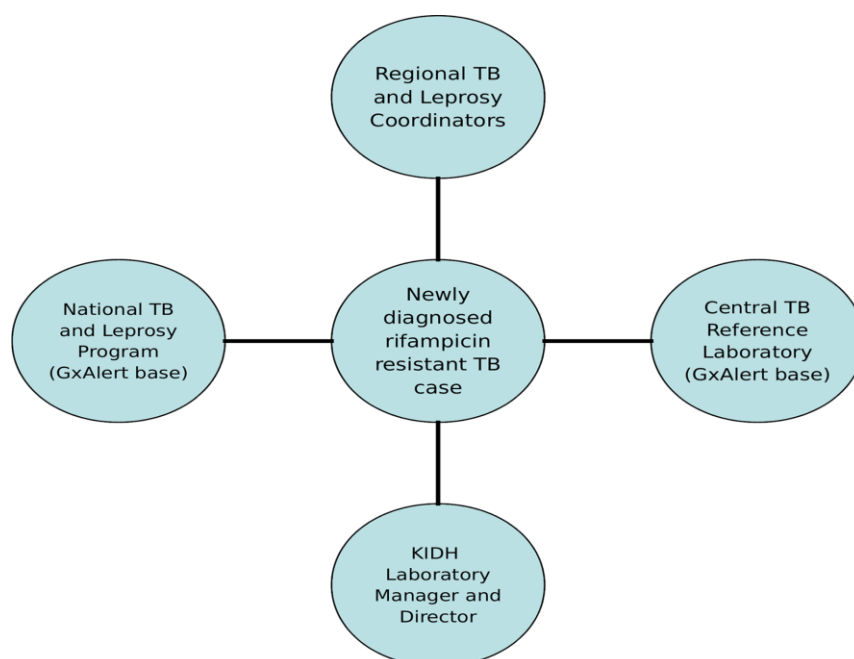 Regional TB
and Leprosy
Coordinators
National TB
and Leprosy
Program
(GxAlert base)
Newly
diagnosed
rifampicin
resistant TB
case
Central TB
Reference
Laboratory
(GxAlert base)
KIDH
Laboratory
Manager and
Director